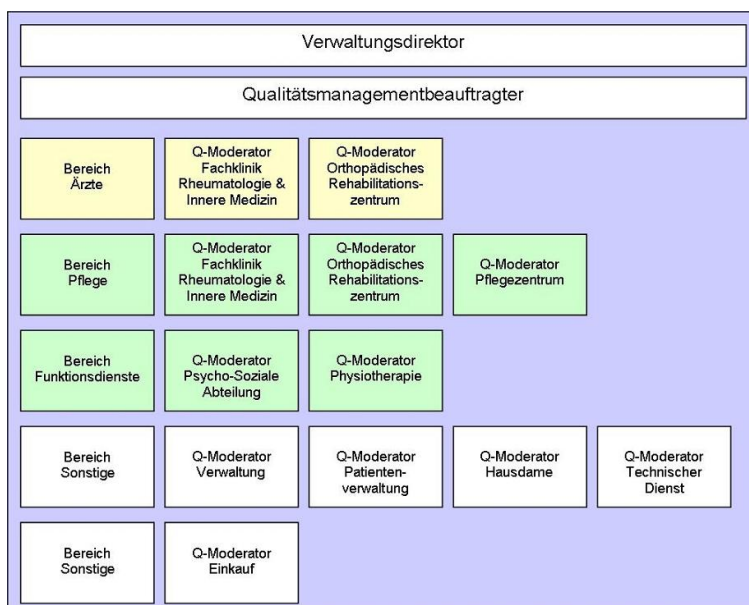 Verwaltungsdirektor
Qualitätsmanagementbeauftragter
Bereich
Ärzte
Q-Moderator
Fachklinik
Rheumatologie &
Innere Medizin
Q-Moderator
Orthopädisches
Rehabilitations-
zentrum
Bereich
Pflege
Q-Moderator
Fachklinik
Rheumatologie &
Innere Medizin
Q-Moderator
Orthopädisches
Rehabilitations-
zentrum
Q-Moderator
Pflegezentrum
Bereich
Funktionsdienste
Q-Moderator
Psycho-Soziale
Abteilung
Q-Moderator
Physiotherapie
Bereich
Sonstige
Q-Moderator
Verwaltung
Q-Moderator
Patienten-
verwaltung
Q-Moderator
Hausdame
Q-Moderator
Technischer
Dienst
Bereich
Sonstige
Q-Moderator
Einkauf